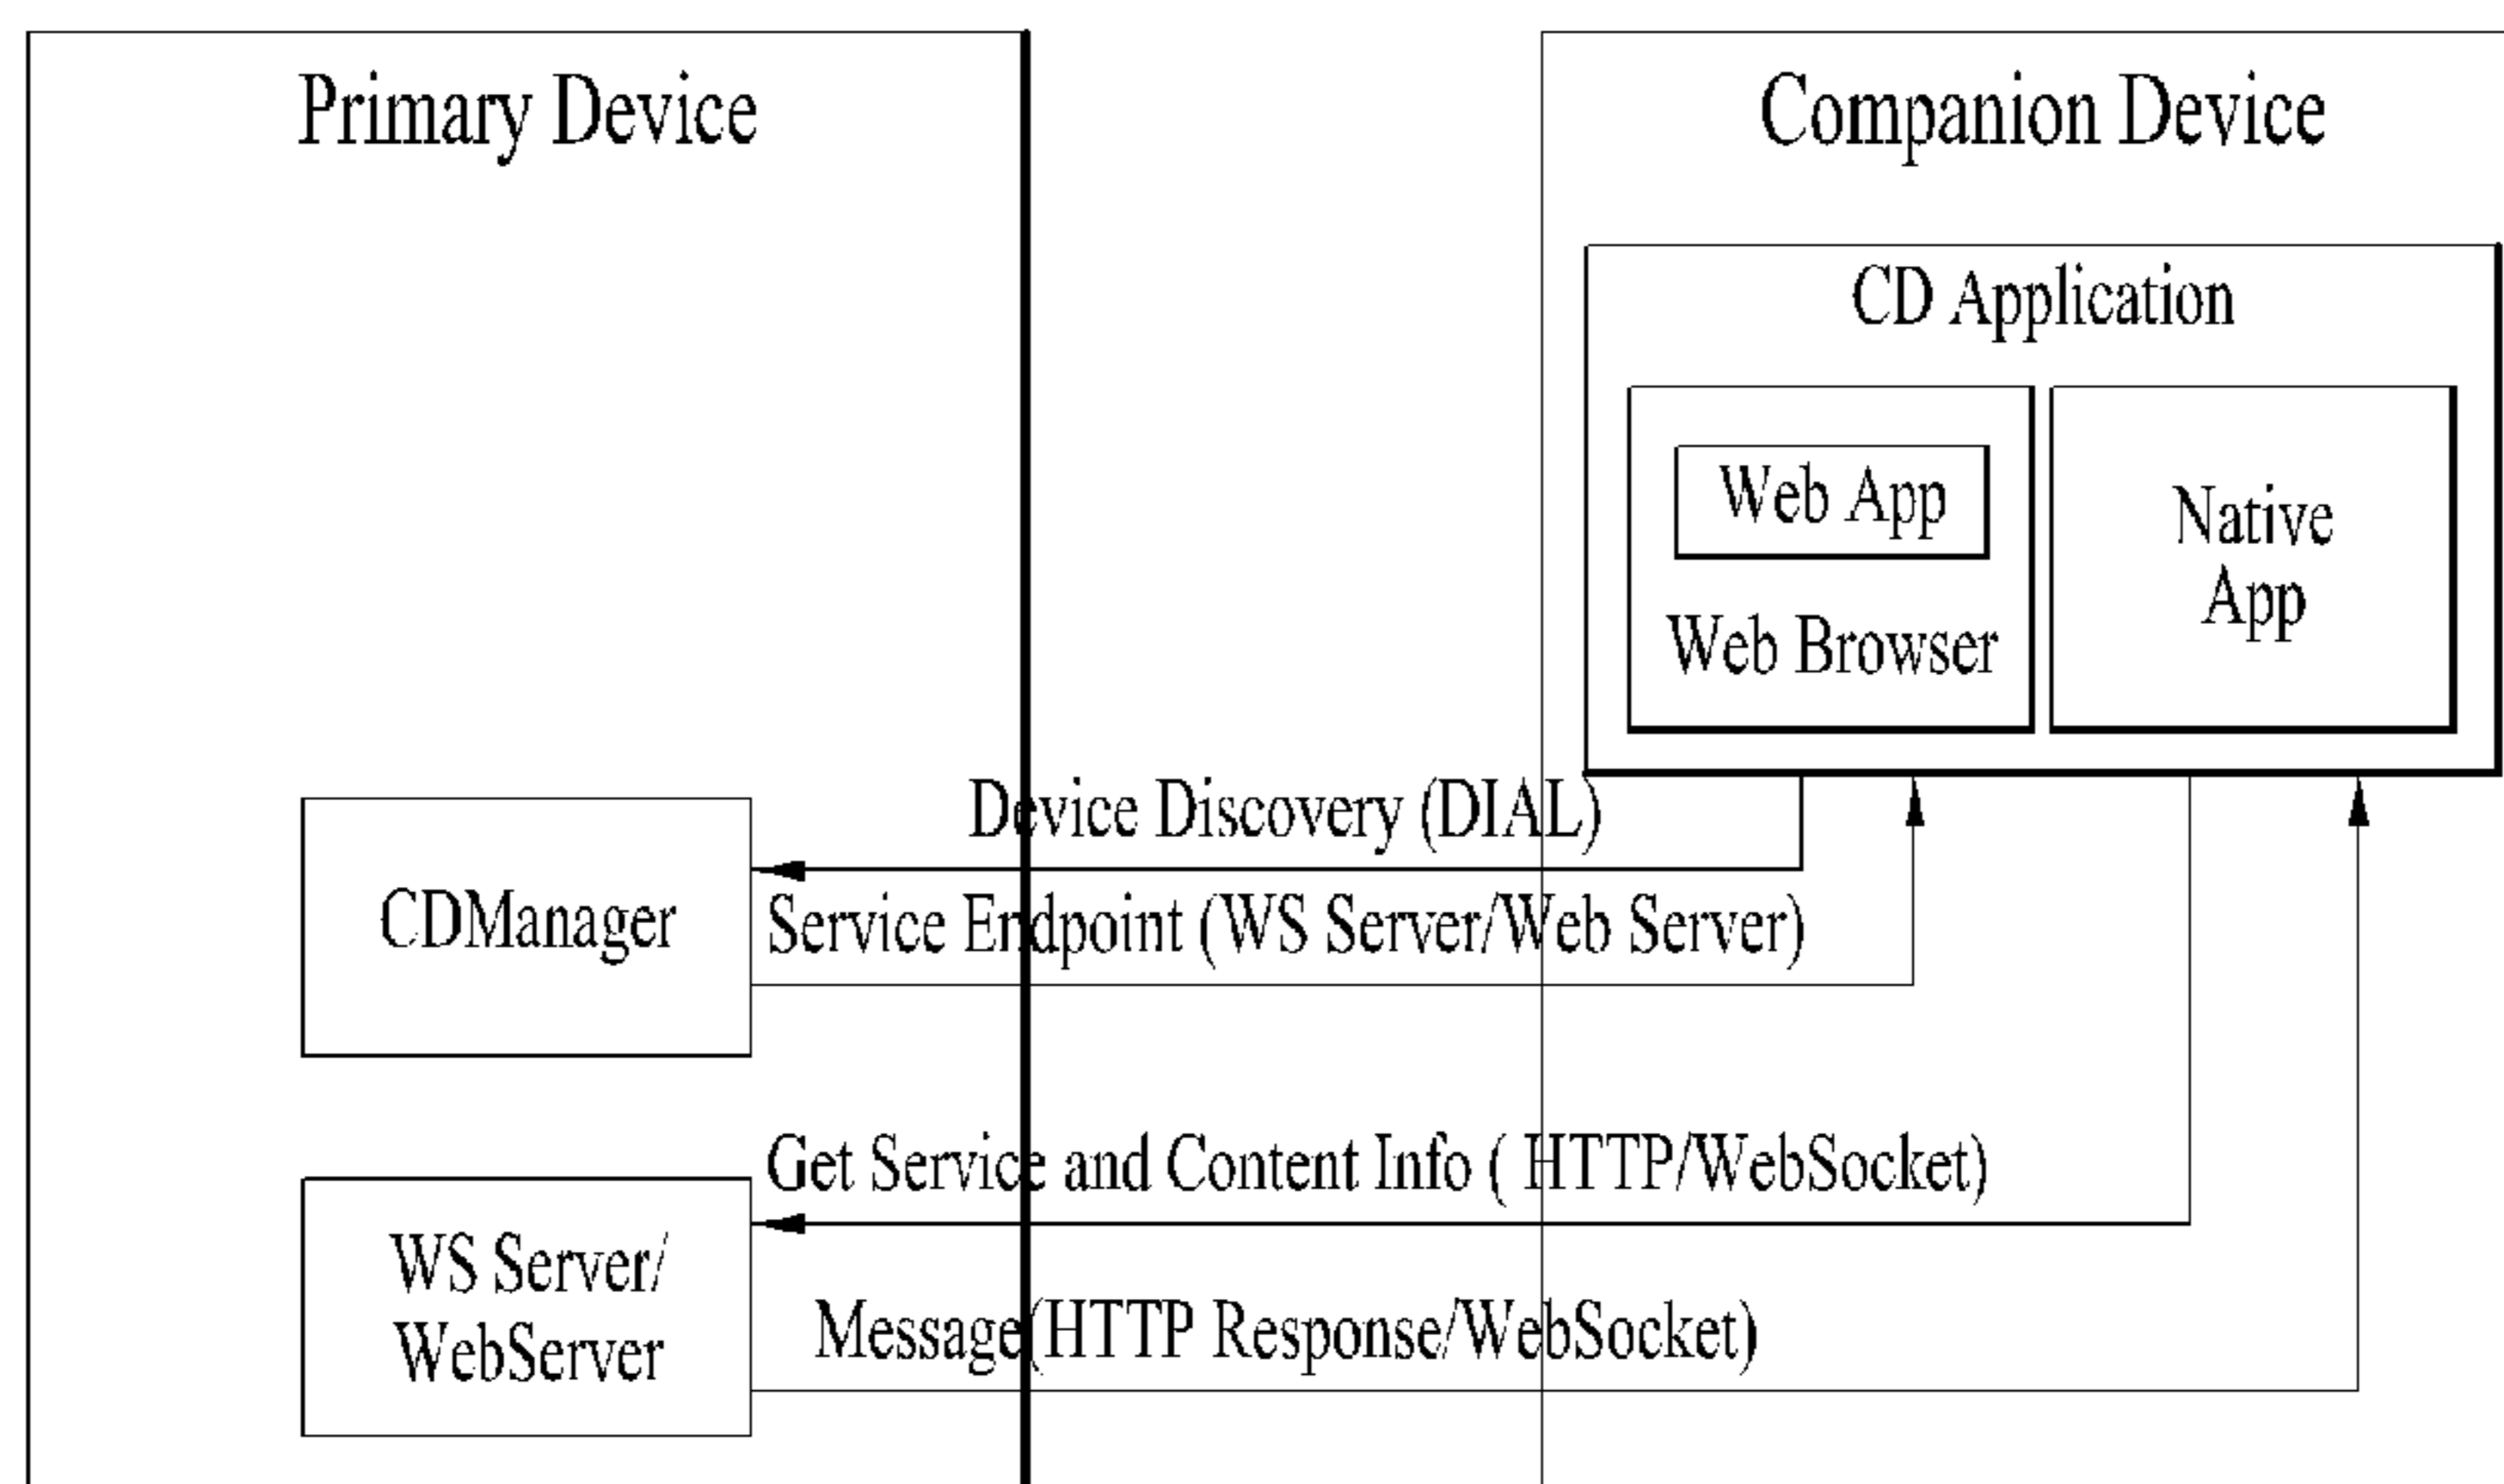 Primary Device
Companion Device
CD Application
Web App
Web Browser
Native
App
Device Discovery (DIAL)
CDManager
Service Endpoint (WS Server/Web Server)
Get Service and Content Info ( HTTP/WebSocket)
WS Server/
WebServer
Message(HTTP Response/WebSocket)